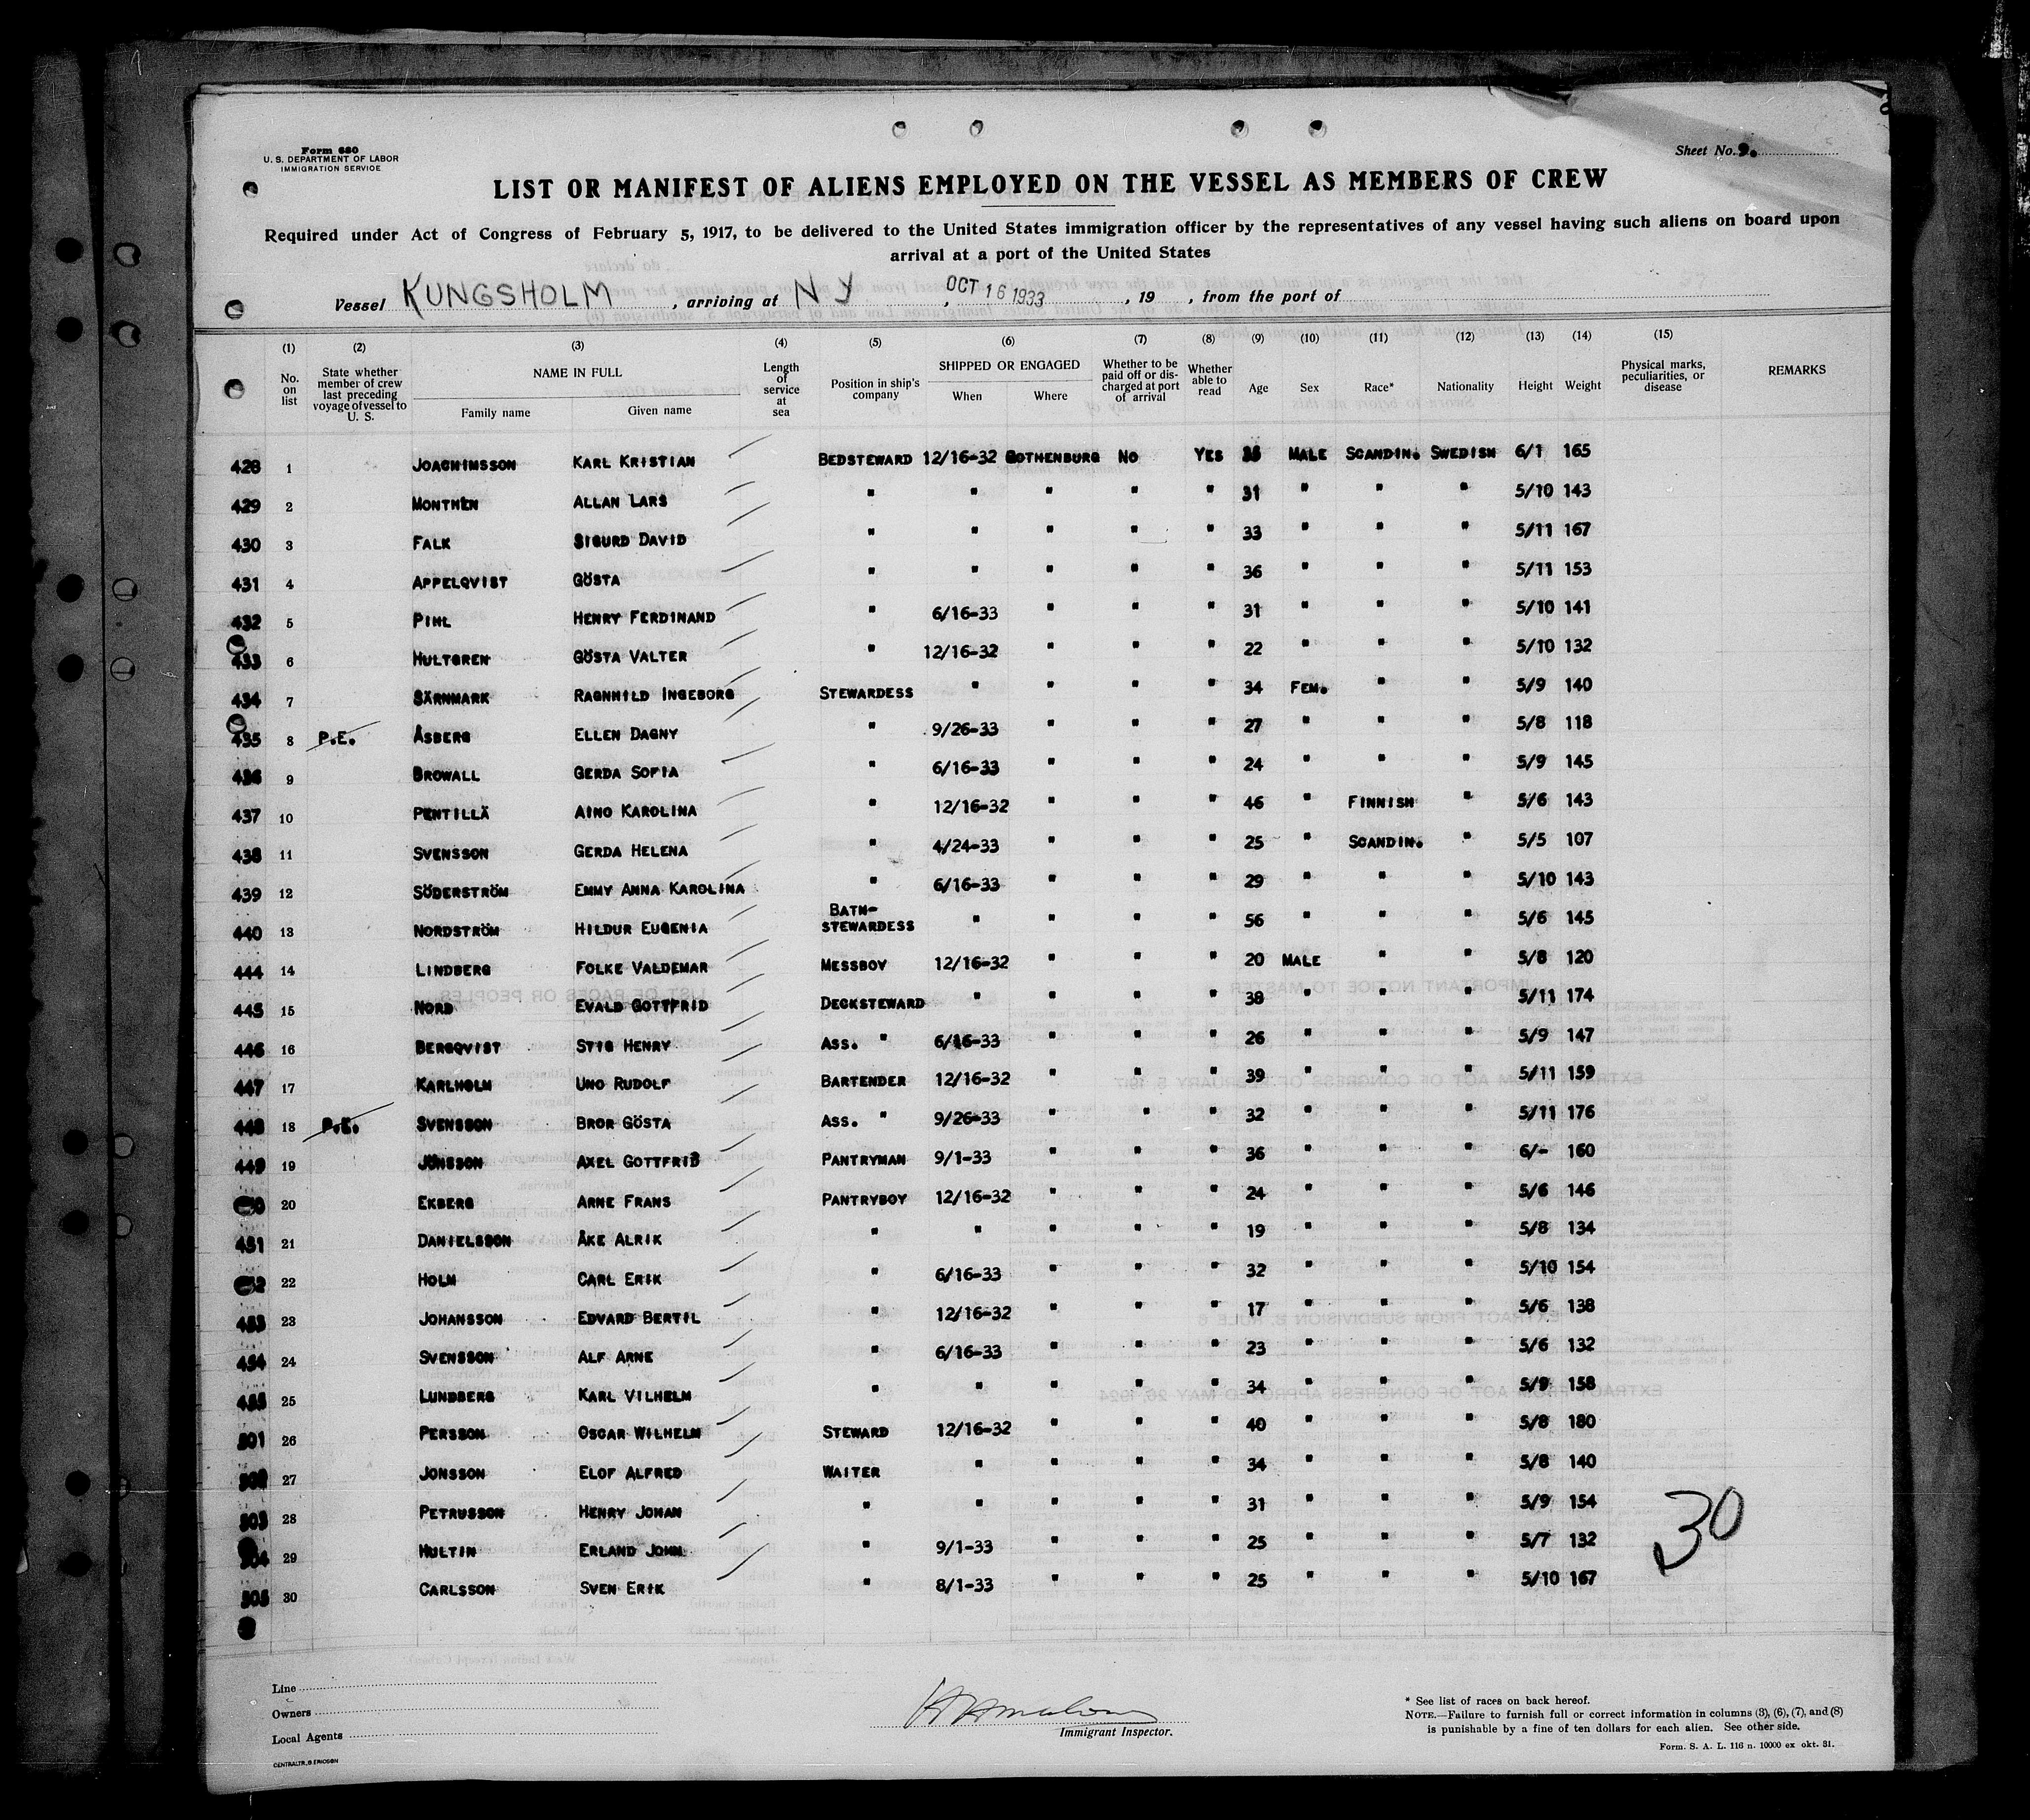 Form 680
U. S. DEPARTMENT OF LABOR
IMMIGRATION SERVICE
Sheet No. 9.
LIST OR MANIFEST OF ALIENS EMPLOYED ON THE VESSEL AS MEMBERS OF CREW
Required under Act of Congress of February 5, 1917, to be delivered to the United States immigration officer by the representatives of any vessel having such aliens on board upon
arrival at a port of the United States
Vessel KUNGSHOLM, arriving at NY, OCT 16 1933, 19 , from the port of
(1) (2) (3) (4) (5) (6) (7) (8) (9) (10) (11) (12) (13) (14) (15)
No. on list State whether member of crew last preceding voyage of vessel to U. S. NAME IN FULL Family name Given name Length of service at sea Position in ship's company SHIPPED OR ENGAGED When Where Whether to be paid off or discharged at port of arrival Whether able to read Age Sex Race* Nationality Height Weight Physical marks, peculiarities, or disease REMARKS
428 1 JOACHIMSSON KARL KRISTIAN BEDSTEWARD 12/16-32 GOTHENBURG NO YES MALE SCANDIN. SWEDISH 6/1 165
429 2 MONTHÉN ALLAN LARS " " " " " 31 " " " 5/10 143
430 3 FALK SIGURD DAVID " " " " " 33 " " " 5/11 167
431 4 APPELQVIST GÖSTA " " " " " 36 " " " 5/11 153
432 5 PIHL HENRY FERDINAND " 6/16-33 " " " 31 " " " 5/10 141
433 6 HULTGREN GÖSTA VALTER " 12/16-32 " " " 22 " " " 5/10 132
434 7 SÄRNMARK RAGNHILD INGEBORG STEWARDESS " " " " 34 FEM. " " 5/9 140
435 8 P.E. ÅSBERG ELLEN DAGNY " 9/26-33 " " " 27 " " " 5/8 118
436 9 BROWALL GERDA SOFIA " 6/16-33 " " " 24 " " " 5/9 145
437 10 PENTILLÄ AINO KAROLINA " 12/16-32 " " " 46 " FINNISH " 5/6 143
438 11 SVENSSON GERDA HELENA " 4/24-33 " " " 25 " SCANDIN. " 5/5 107
439 12 SÖDERSTRÖM EMMY ANNA KAROLINA " 6/16-33 " " " 29 " " " 5/10 143
440 13 NORDSTRÖM HILDUR EUGENIA BATH-STEWARDESS " " " " 56 " " " 5/6 145
444 14 LINDBERG FOLKE VALDEMAR MESSBOY 12/16-32 " " " 20 MALE " " 5/8 120
445 15 NORD EVALD GOTTFRID DECKSTEWARD " " " " 38 " " " 5/11 174
446 16 BERGQVIST STIG HENRY ASS. " 6/16-33 " " " 26 " " " 5/9 147
447 17 KARLHOLM UNO RUDOLF BARTENDER 12/16-32 " " " 39 " " " 5/11 159
448 18 P.E. SVENSSON BROR GÖSTA ASS. " 9/26-33 " " " 32 " " " 5/11 176
449 19 JONSSON AXEL GOTTFRID PANTRYMAN 9/1-33 " " " 36 " " " 6/- 160
20 EKBERG ARNE FRANS PANTRYBOY 12/16-32 " " " 24 " " " 5/6 146
451 21 DANIELSSON ÅKE ALRIK " " " " " 19 " " " 5/8 134
22 HOLM CARL ERIK " 6/16-33 " " " 32 " " " 5/10 154
453 23 JOHANSSON EDVARD BERTIL " 12/16-32 " " " 17 " " " 5/6 138
454 24 SVENSSON ALF ARNE " 6/16-33 " " " 23 " " " 5/6 132
455 25 LUNDBERG KARL VILHELM " " " " " 34 " " " 5/9 158
501 26 PERSSON OSCAR WILHELM STEWARD 12/16-32 " " " 40 " " " 5/8 180
502 27 JONSSON ELOF ALFRED WAITER " " " " 34 " " " 5/8 140
503 28 PETRUSSON HENRY JOHAN " " " " " 31 " " " 5/9 154
504 29 HULTIN ERLAND JOHN " 9/1-33 " " " 25 " " " 5/7 132
505 30 CARLSSON SVEN ERIK " 8/1-33 " " " 25 " " " 5/10 167
30
Line
Owners
Local Agents
Immigrant Inspector.
* See list of races on back hereof.
NOTE.—Failure to furnish full or correct information in columns (3), (6), (7), and (8)
is punishable by a fine of ten dollars for each alien. See other side.
Form. S. A. L. 116 n. 10000 ex okt. 31.
CENTRALTR. G. ERICSON